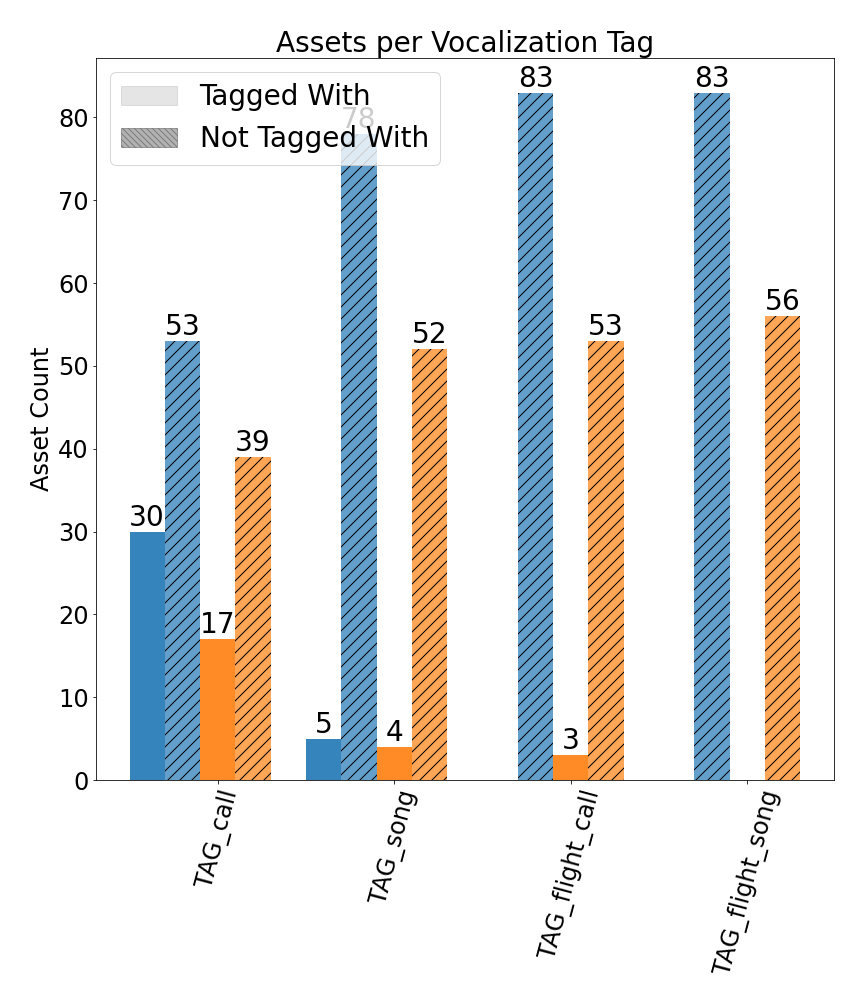 Assets per Vocalization Tag
Tagged With
Not Tagged With
Asset Count
80
70
60
50
40
30
20
10
0
30
53
17
39
5
78
4
52
83
3
53
83
56
TAG_call
TAG_song
TAG_flight_call
TAG_flight_song